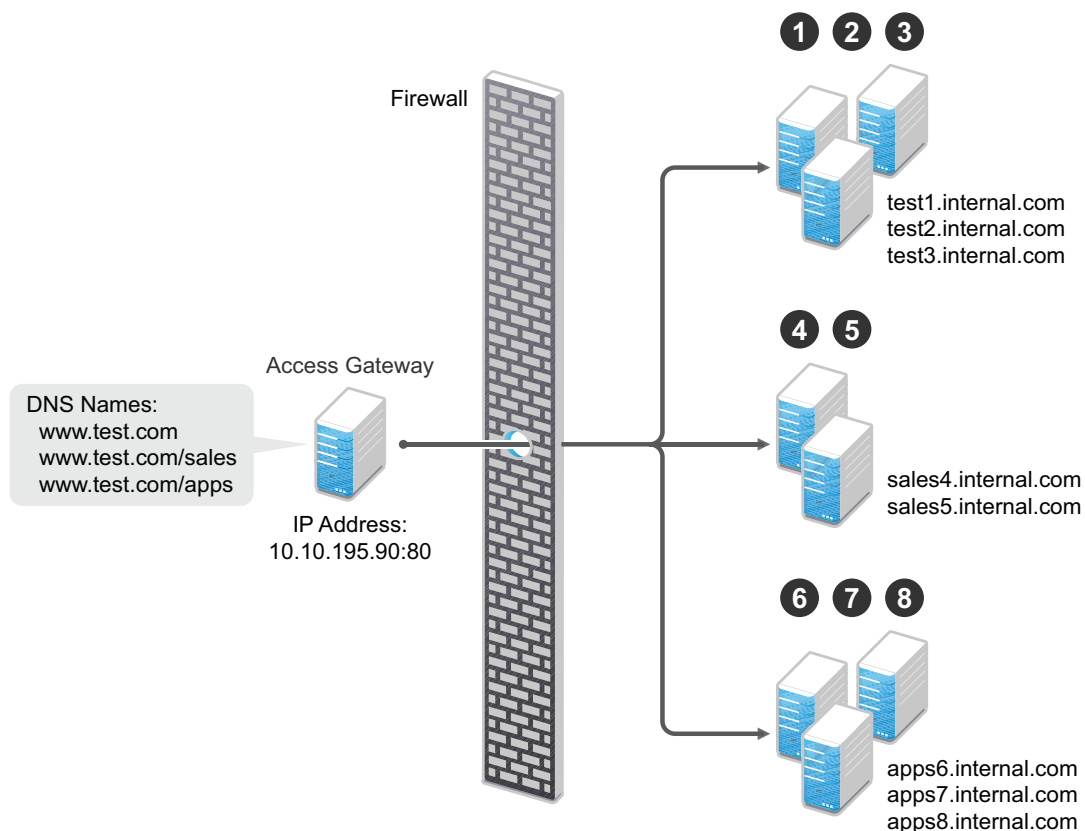 1 2 3
Firewall
test1.internal.com
test2.internal.com
test3.internal.com
4 5
Access Gateway
DNS Names:
www.test.com
www.test.com/sales
www.test.com/apps
IP Address:
10.10.195.90:80
sales4.internal.com
sales5.internal.com
6 7 8
apps6.internal.com
apps7.internal.com
apps8.internal.com